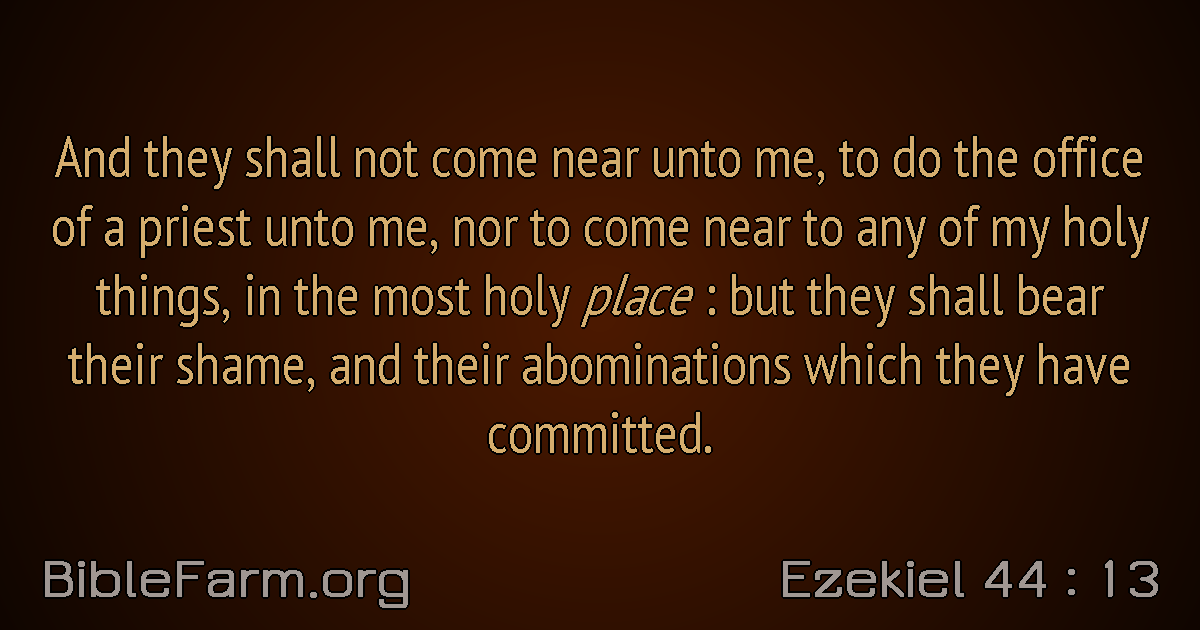 And they shall not come near unto me, to do the office
of a priest unto me, nor to come near to any of my holy
things, in the most holy place : but they shall bear
their shame, and their abominations which they have
committed.
BibleFarm.org
Ezekiel 44 : 13